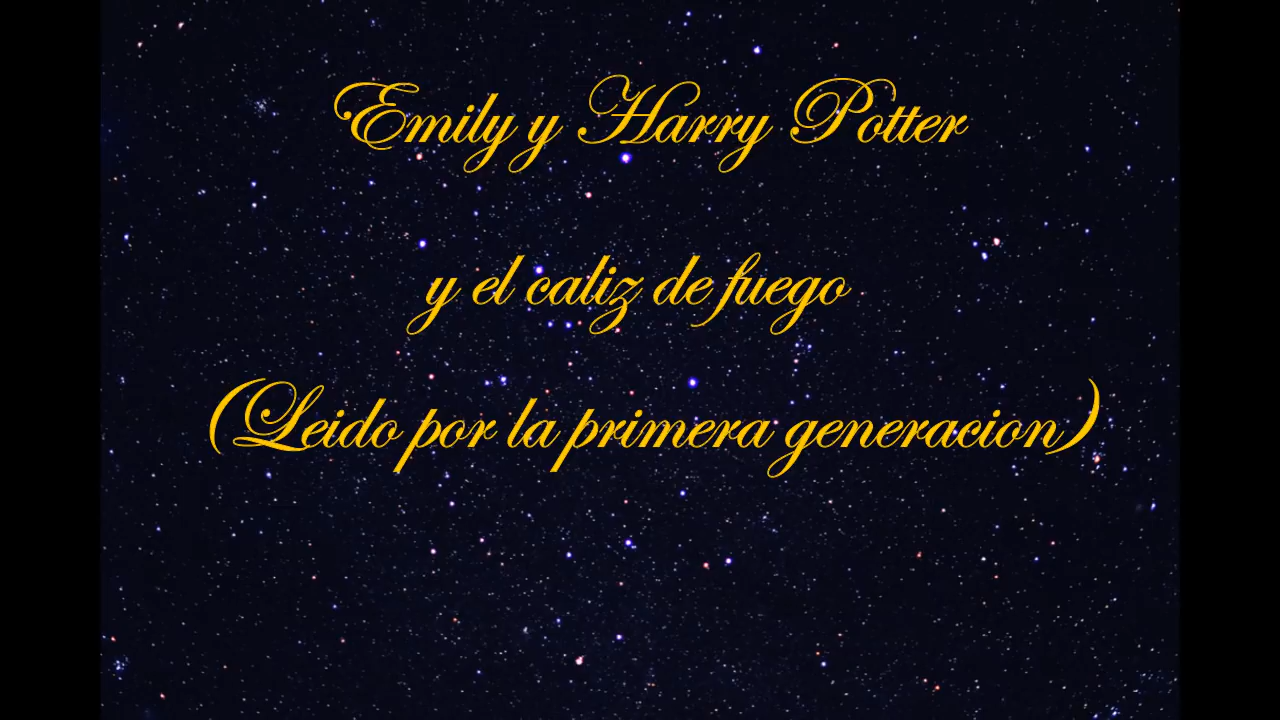 Emily y Harry Potter
y el caliz de fuego
(Leido por la primera generacion)